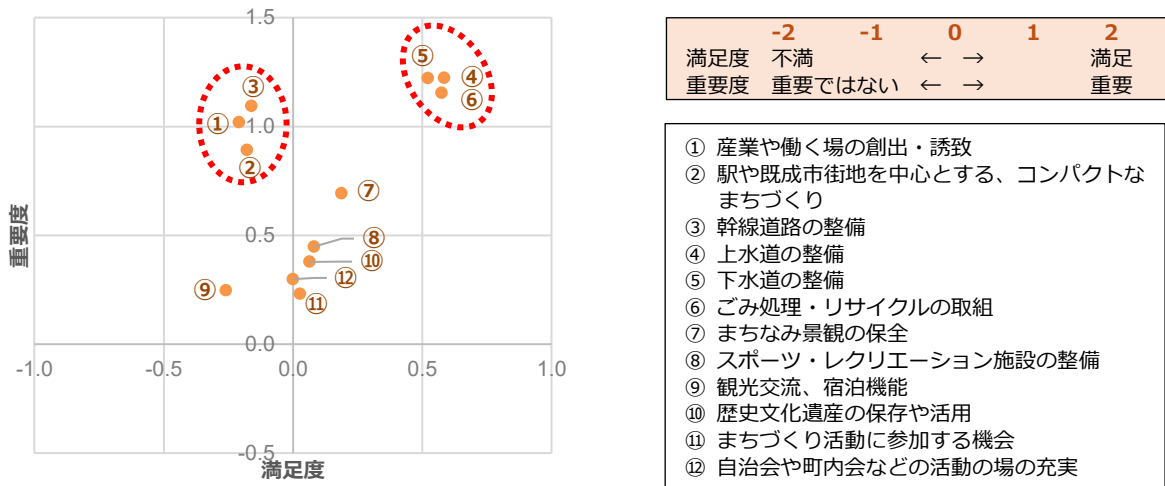 1.5
1.0
0.5
0.0
-0.5
-1.0
-0.5
0.0
0.5
1.0
重要度
満足度
①
②
③
④
⑤
⑥
⑦
⑧
⑨
⑩
⑪
⑫
-2 -1 0 1 2
満足度 不満 ← → 満足
重要度 重要ではない ← → 重要
① 産業や働く場の創出・誘致
② 駅や既成市街地を中心とする、コンパクトな
まちづくり
③ 幹線道路の整備
④ 上水道の整備
⑤ 下水道の整備
⑥ ごみ処理・リサイクルの取組
⑦ まちなみ景観の保全
⑧ スポーツ・レクリエーション施設の整備
⑨ 観光交流、宿泊機能
⑩ 歴史文化遺産の保存や活用
⑪ まちづくり活動に参加する機会
⑫ 自治会や町内会などの活動の場の充実